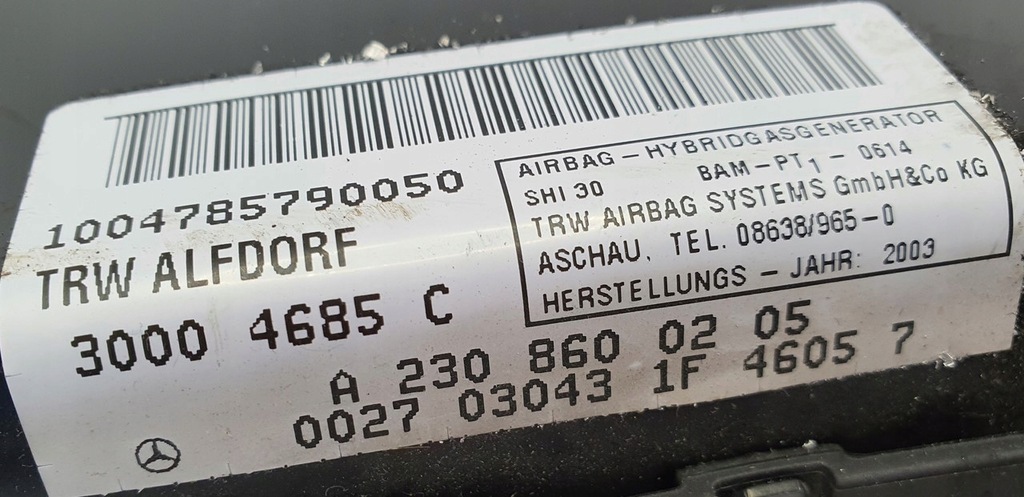 1004785790050
TRW ALFDORF
3000 4685 C
AIRBAG-HYBRIDGASGENERATOR
SHI 30 BAM-PT1-0614
TRW AIRBAG SYSTEMS GmbH&Co KG
ASCHAU, TEL. 08638/965-0
HERSTELLUNGS-JAHR: 2003
A 230 860 02 05
0027 03043 1F 4605 7